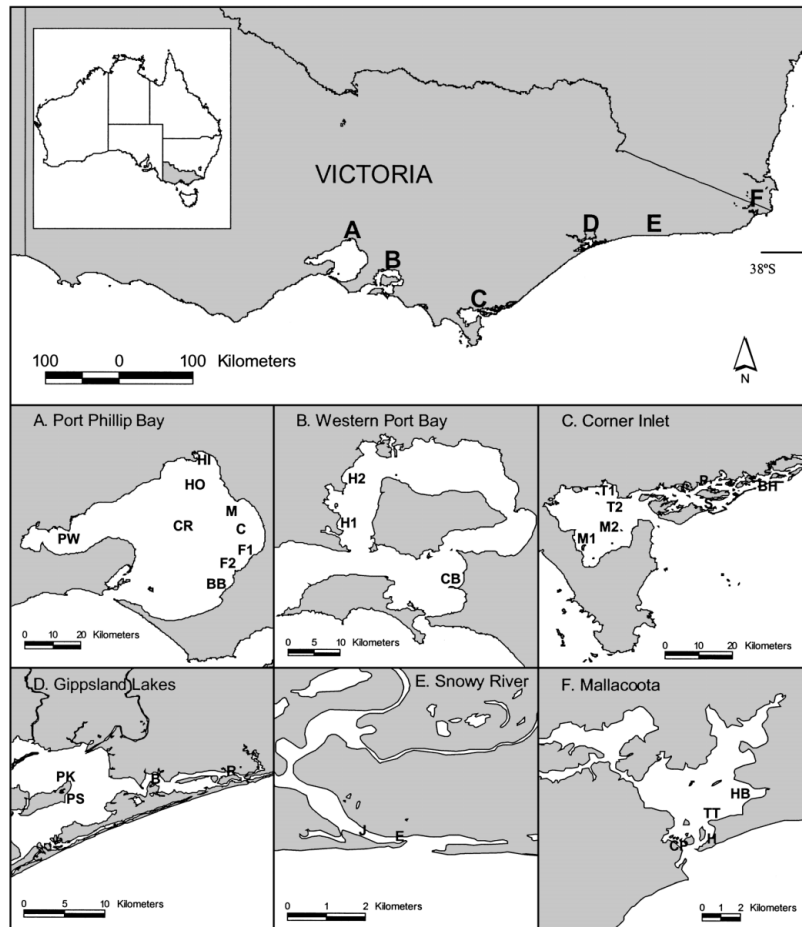 VICTORIA
A
B
C
D
E
F
38°S
100 0 100 Kilometers
N
A. Port Phillip Bay
HI
HO
M
CR
C
PW
F1
F2
BB
0 10 20 Kilometers
B. Western Port Bay
H2
H1
CB
0 5 10 Kilometers
C. Corner Inlet
T1
P
BH
T2
S
M2
M1
0 10 20 Kilometers
D. Gippsland Lakes
PK
B
R
PS
0 5 10 Kilometers
E. Snowy River
J
E
0 1 2 Kilometers
F. Mallacoota
HB
TT
H
CP
0 1 2 Kilometers